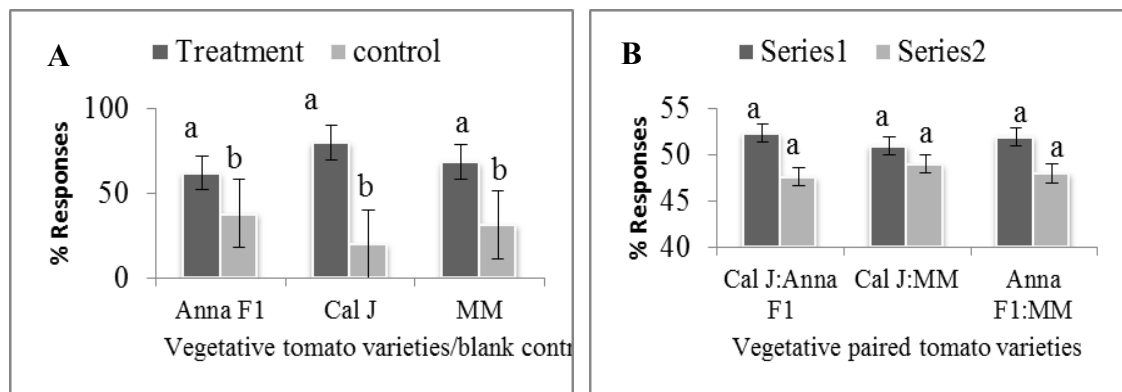 A
Treatment control
% Responses
100
50
0
a b a b a b
Anna F1 Cal J MM
Vegetative tomato varieties/blank contr
B
Series1 Series2
% Responses
55
50
45
40
a a a a a a
Cal J:Anna F1
Cal J:MM
Anna F1:MM
Vegetative paired tomato varieties